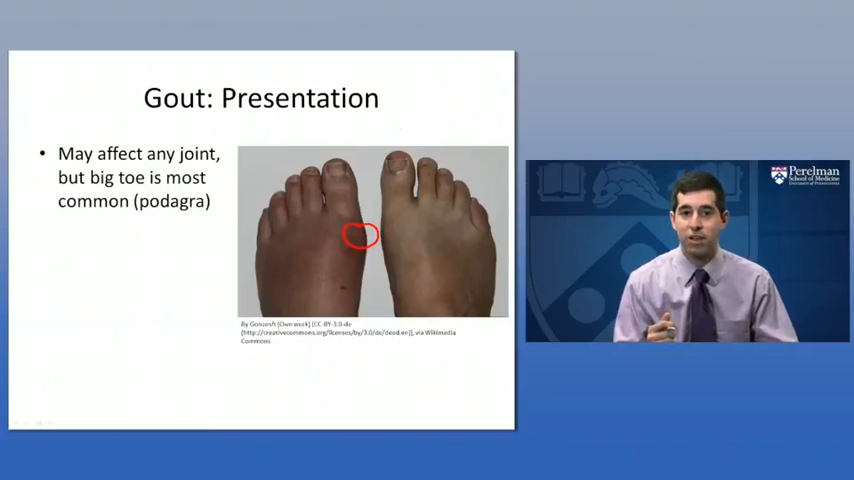 Gout: Presentation
• May affect any joint,
but big toe is most
common (podagra)
By Gonzosft (Own work) [CC-BY-3.0-de
(http://creativecommons.org/licenses/by/3.0/de/deed.en)], via Wikimedia
Commons
Perelman
School of Medicine
University of Pennsylvania